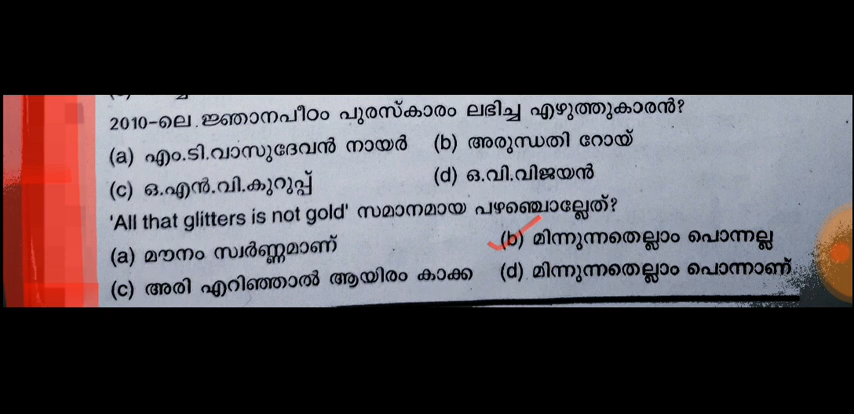 2010-ലെ ജ്ഞാനപീഠം പുരസ്കാരം ലഭിച്ച എഴുത്തുകാരൻ?
(a) എം.ടി.വാസുദേവൻ നായർ (b) അരുന്ധതി റോയ്
(c) ഒ.എൻ.വി.കുറുപ്പ് (d) ഒ.വി.വിജയൻ
'All that glitters is not gold' സമാനമായ പഴഞ്ചൊല്ലേത്?
(a) മൗനം സ്വർണ്ണമാണ് (b) മിന്നുന്നതെല്ലാം പൊന്നല്ല
(c) അരി എറിഞ്ഞാൽ ആയിരം കാക്ക (d) മിന്നുന്നതെല്ലാം പൊന്നാണ്